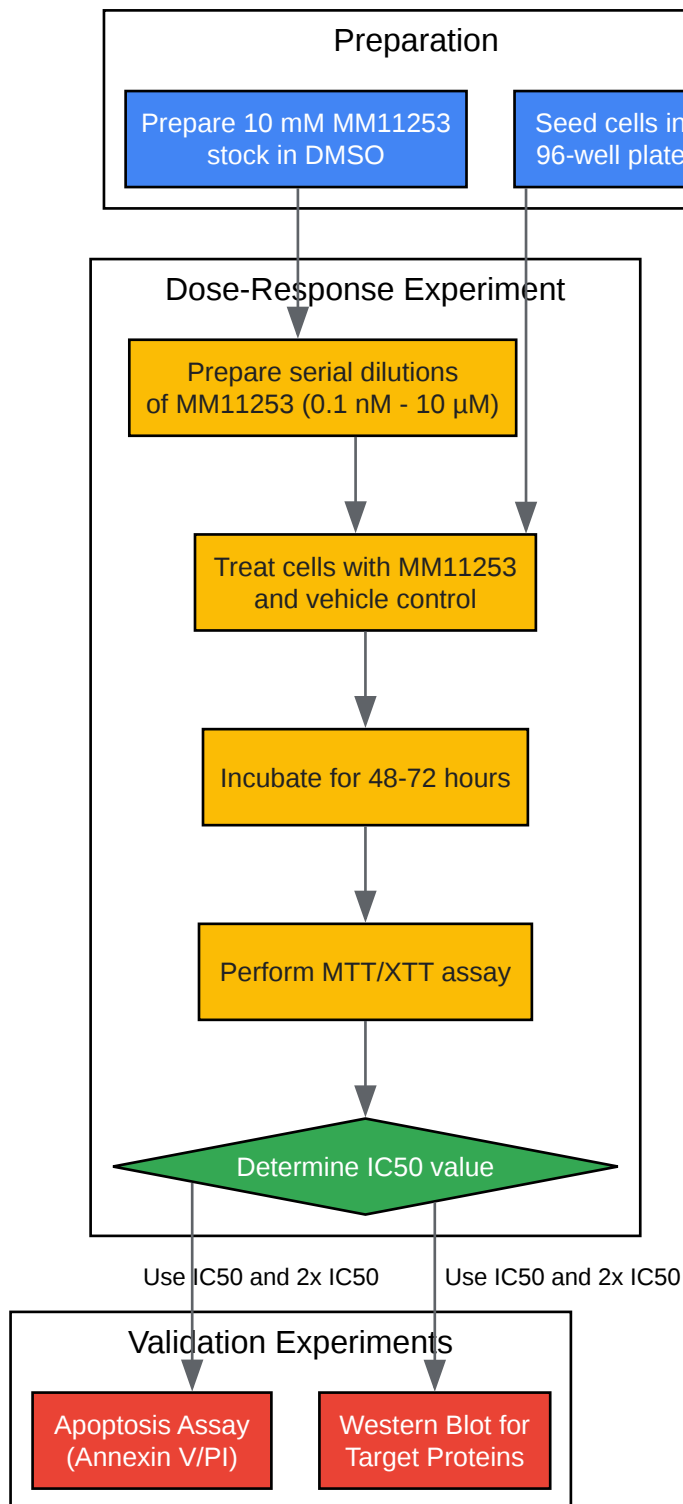 Preparation
Prepare 10 mM MM11253
stock in DMSO
Seed cells in
96-well plate
Dose-Response Experiment
Prepare serial dilutions
of MM11253 (0.1 nM - 10 µM)
Treat cells with MM11253
and vehicle control
Incubate for 48-72 hours
Perform MTT/XTT assay
Determine IC50 value
Use IC50 and 2x IC50
Use IC50 and 2x IC50
Validation Experiments
Apoptosis Assay
(Annexin V/PI)
Western Blot for
Target Proteins